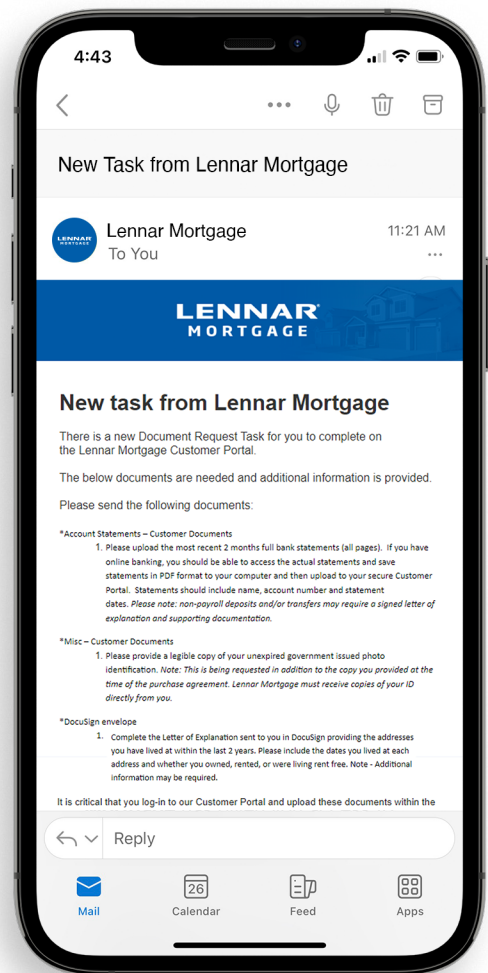 4:43
New Task from Lennar Mortgage
LENNAR
MORTGAGE
Lennar Mortgage
11:21 AM
To You
LENNAR
MORTGAGE
New task from Lennar Mortgage
There is a new Document Request Task for you to complete on
the Lennar Mortgage Customer Portal.
The below documents are needed and additional information is provided.
Please send the following documents:
*Account Statements – Customer Documents
1. Please upload the most recent 2 months full bank statements (all pages). If you have
online banking, you should be able to access the actual statements and save
statements in PDF format to your computer and then upload to your secure Customer
Portal. Statements should include name, account number and statement
dates. Please note: non-payroll deposits and/or transfers may require a signed letter of
explanation and supporting documentation.
*Misc – Customer Documents
1. Please provide a legible copy of your unexpired government issued photo
identification. Note: This is being requested in addition to the copy you provided at the
time of the purchase agreement. Lennar Mortgage must receive copies of your ID
directly from you.
*DocuSign envelope
1. Complete the Letter of Explanation sent to you in DocuSign providing the addresses
you have lived at within the last 2 years. Please include the dates you lived at each
address and whether you owned, rented, or were living rent free. Note - Additional
information may be required.
It is critical that you log-in to our Customer Portal and upload these documents within the
Reply
26
Mail
Calendar
Feed
Apps